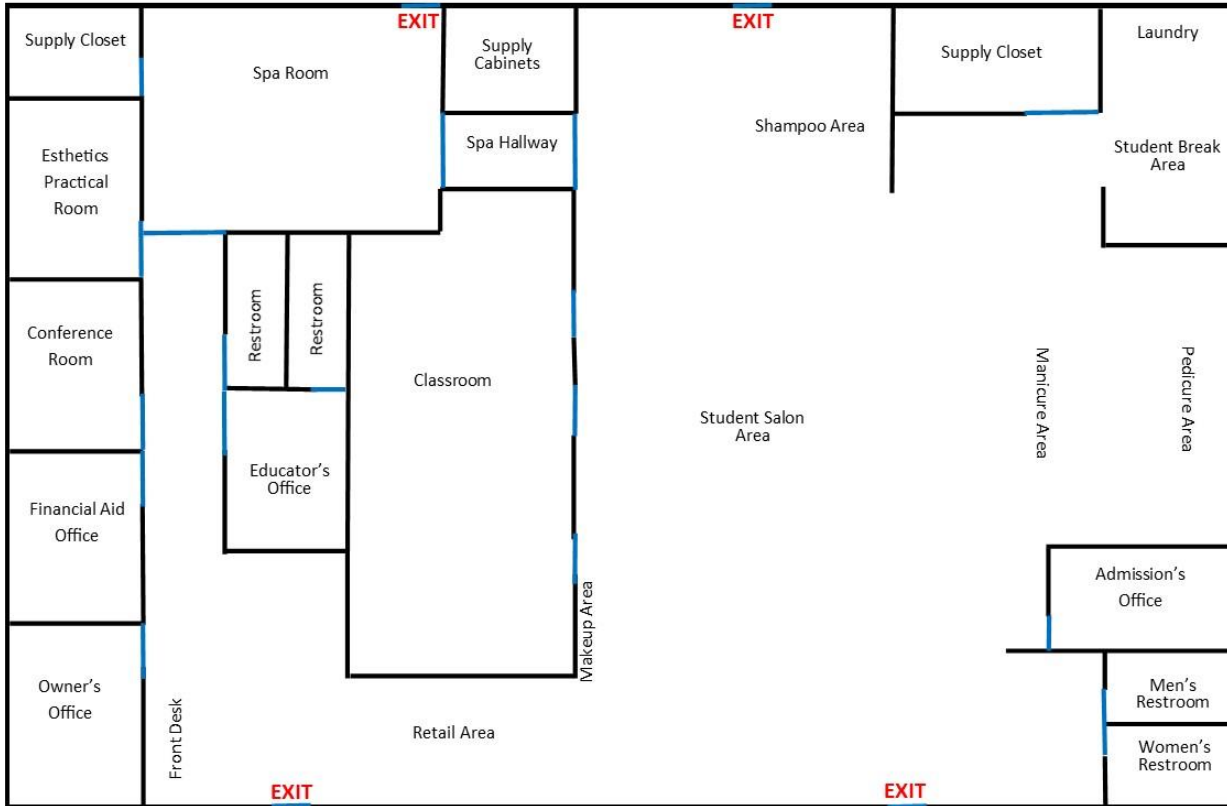 EXIT
EXIT
Supply Closet
Spa Room
Supply
Cabinets
Supply Closet
Laundry
Shampoo Area
Spa Hallway
Student Break
Area
Esthetics
Practical
Room
Restroom
Restroom
Conference
Room
Classroom
Student Salon
Area
Manicure Area
Pedicure Area
Educator's
Office
Financial Aid
Office
Admission's
Office
Makeup Area
Owner's
Office
Front Desk
Retail Area
Men's
Restroom
Women's
Restroom
EXIT
EXIT